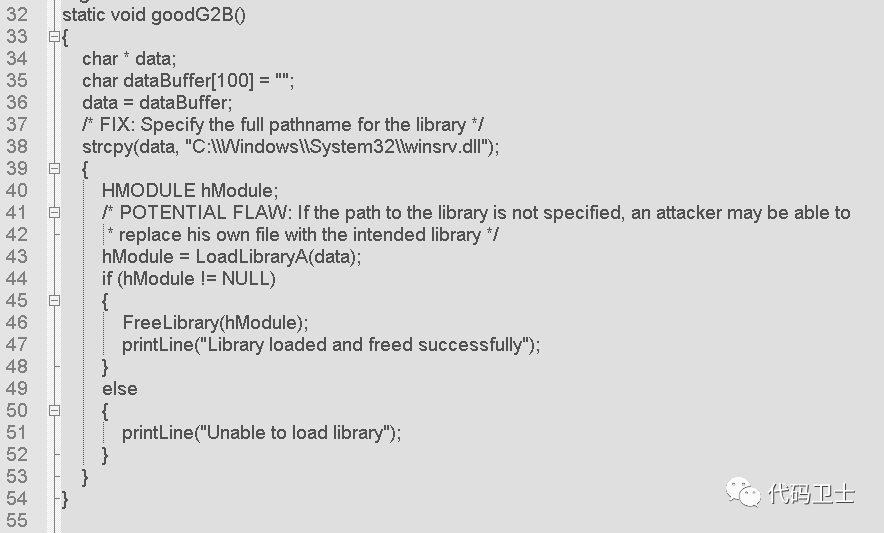 32 static void goodG2B()
33 {
34 char * data;
35 char dataBuffer[100] = "";
36 data = dataBuffer;
37 /* FIX: Specify the full pathname for the library */
38 strcpy(data, "C:\\Windows\\System32\\winsrv.dll");
39 {
40 HMODULE hModule;
41 /* POTENTIAL FLAW: If the path to the library is not specified, an attacker may be able to
42 * replace his own file with the intended library */
43 hModule = LoadLibraryA(data);
44 if (hModule != NULL)
45 {
46 FreeLibrary(hModule);
47 printLine("Library loaded and freed successfully");
48 }
49 else
50 {
51 printLine("Unable to load library");
52 }
53 }
54 }
55
代码卫士